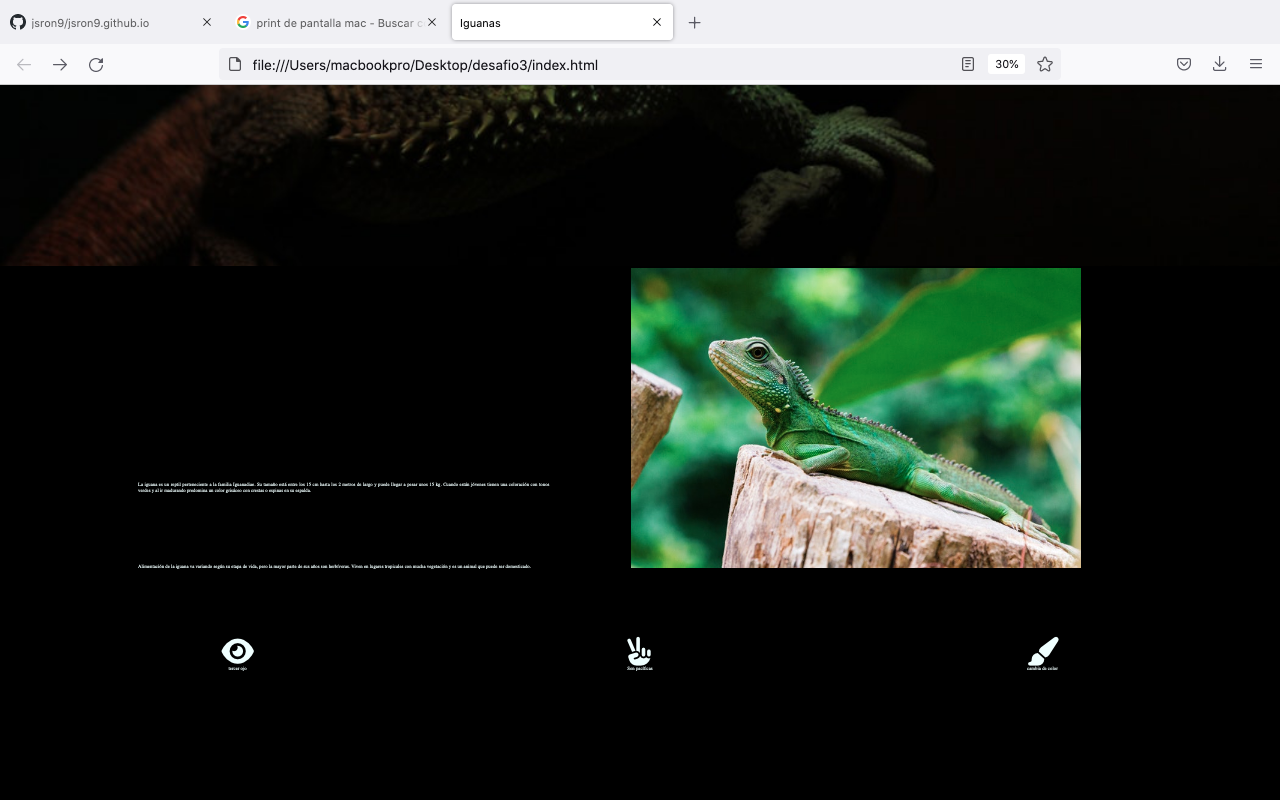 jsron9/jsron9.github.io
print de pantalla mac - Buscar c
Iguanas
file:///Users/macbookpro/Desktop/desafio3/index.html
30%
La iguana es un reptil perteneciente a la familia Iguanadian. Su tamaño está entre los 15 cm hasta los 2 metros de largo y puede llegar a pesar unos 15 kg. Cuando están jóvenes tienen una coloración con tonos
verdes y al ir madurando predomina un color grisáceo con crestas o espinas en su espalda.
Alimentación de la iguana va variando según su etapa de vida, pero la mayor parte de sus años son herbívoras. Viven en lugares tropicales con mucha vegetación y es un animal que puede ser domesticado.
tercer ojo
Son pacíficas
cambia de color